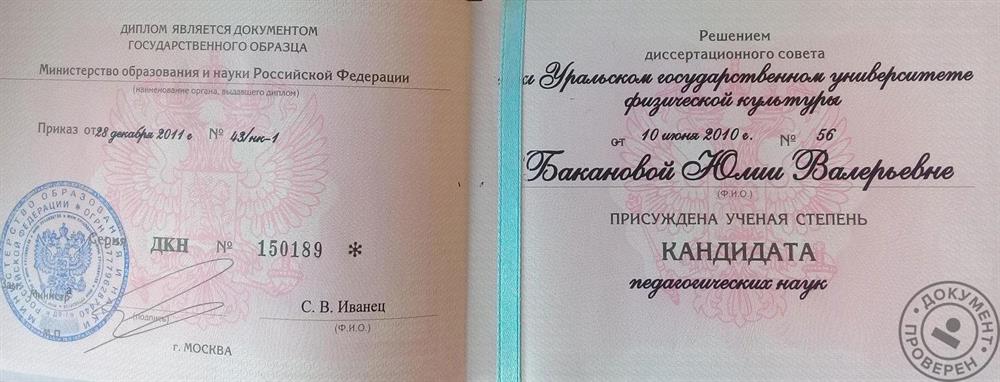 ДИПЛОМ ЯВЛЯЕТСЯ ДОКУМЕНТОМ
ГОСУДАРСТВЕННОГО ОБРАЗЦА
Министерство образования и науки Российской Федерации
(наименование органа, выдавшего диплом)
Приказ от 28 декабря 2011 г № 43/нк-1
Серия ДКН № 150189 *
Министр
(подпись)
С. В. Иванец
(Ф.И.О.)
М.П.
г. МОСКВА
Решением
диссертационного совета
Уральском государственном университете
физической культуры
от 10 июня 2010 г. № 56
Бакановой Юлии Валерьевне
(Ф.И.О.)
ПРИСУЖДЕНА УЧЕНАЯ СТЕПЕНЬ
КАНДИДАТА
педагогических наук
ДОКУМЕНТ
ПРОВЕРЕН